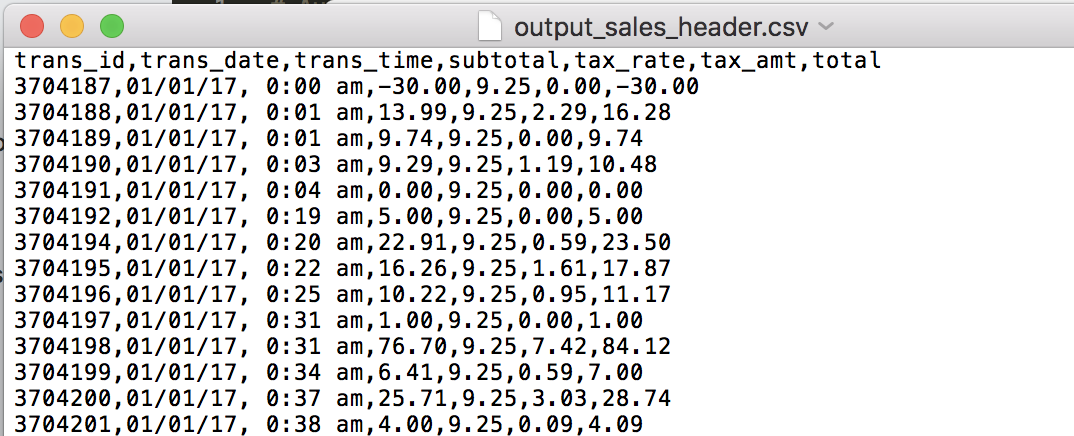 output_sales_header.csv
trans_id,trans_date,trans_time,subtotal,tax_rate,tax_amt,total
3704187,01/01/17, 0:00 am,-30.00,9.25,0.00,-30.00
3704188,01/01/17, 0:01 am,13.99,9.25,2.29,16.28
3704189,01/01/17, 0:01 am,9.74,9.25,0.00,9.74
3704190,01/01/17, 0:03 am,9.29,9.25,1.19,10.48
3704191,01/01/17, 0:04 am,0.00,9.25,0.00,0.00
3704192,01/01/17, 0:19 am,5.00,9.25,0.00,5.00
3704194,01/01/17, 0:20 am,22.91,9.25,0.59,23.50
3704195,01/01/17, 0:22 am,16.26,9.25,1.61,17.87
3704196,01/01/17, 0:25 am,10.22,9.25,0.95,11.17
3704197,01/01/17, 0:31 am,1.00,9.25,0.00,1.00
3704198,01/01/17, 0:31 am,76.70,9.25,7.42,84.12
3704199,01/01/17, 0:34 am,6.41,9.25,0.59,7.00
3704200,01/01/17, 0:37 am,25.71,9.25,3.03,28.74
3704201,01/01/17, 0:38 am,4.00,9.25,0.09,4.09